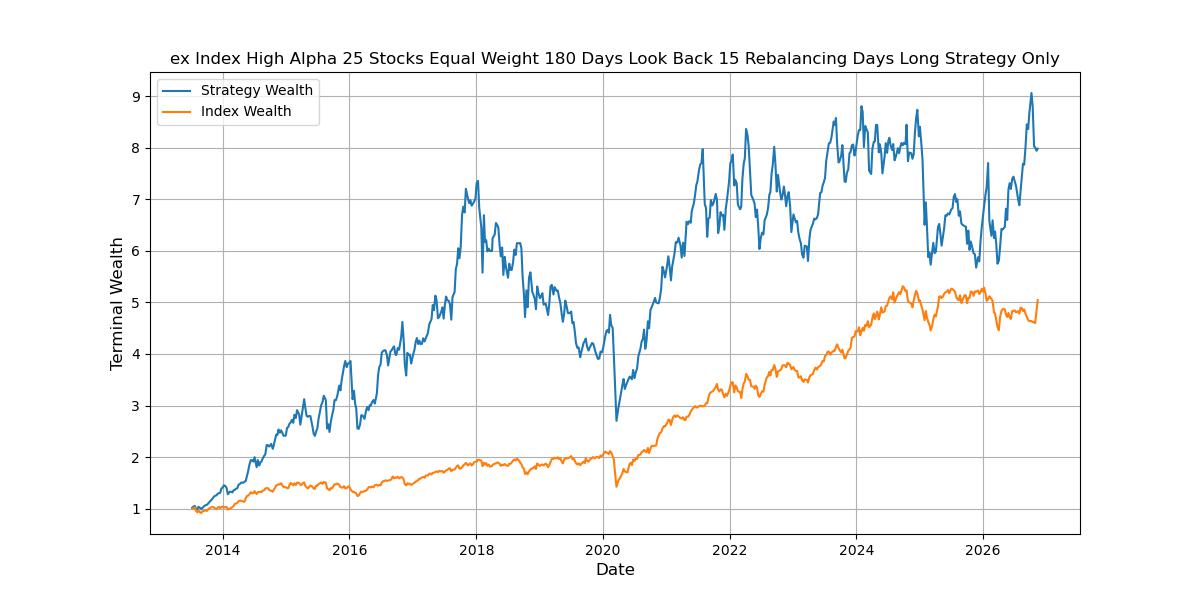 ex Index High Alpha 25 Stocks Equal Weight 180 Days Look Back 15 Rebalancing Days Long Strategy Only
Strategy Wealth
Index Wealth
Terminal Wealth
9
8
7
6
5
4
3
2
1
2014 2016 2018 2020 2022 2024 2026
Date